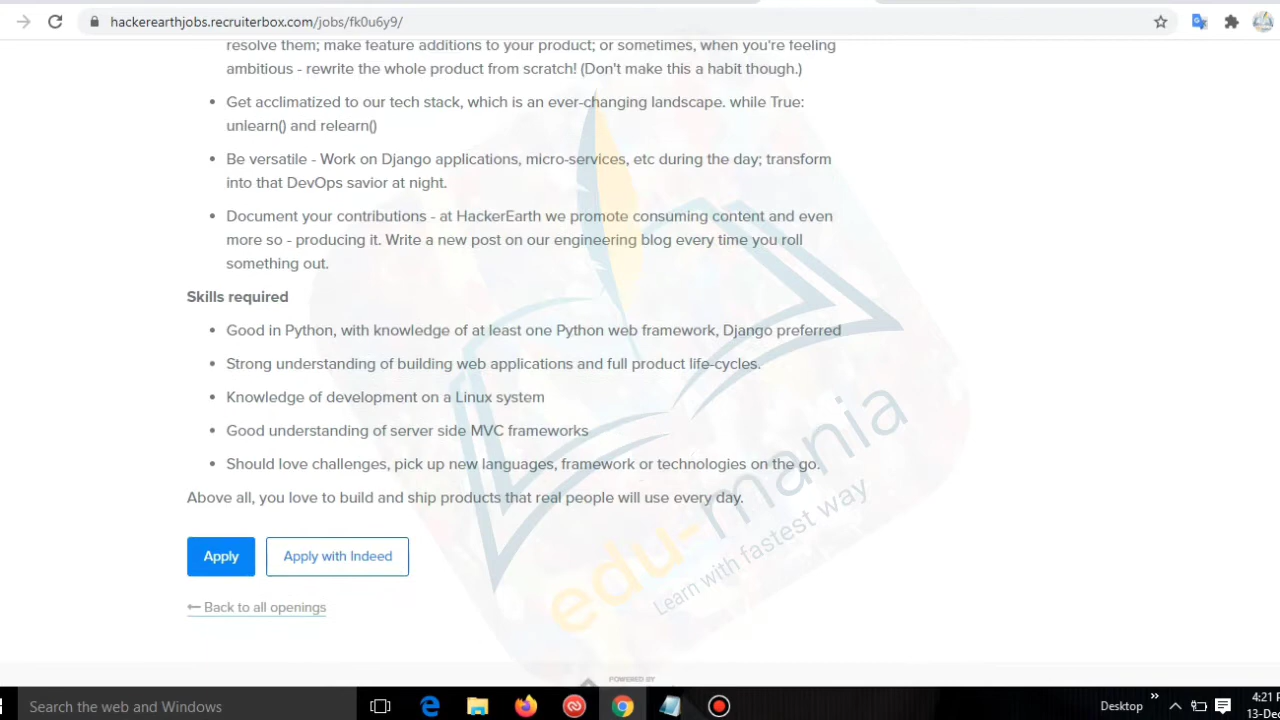 hackerearthjobs.recruiterbox.com/jobs/fk0u6y9/
resolve them; make feature additions to your product; or sometimes, when you're feeling
ambitious - rewrite the whole product from scratch! (Don't make this a habit though.)
• Get acclimatized to our tech stack, which is an ever-changing landscape. while True:
unlearn() and relearn()
• Be versatile - Work on Django applications, micro-services, etc during the day; transform
into that DevOps savior at night.
• Document your contributions - at HackerEarth we promote consuming content and even
more so - producing it. Write a new post on our engineering blog every time you roll
something out.
Skills required
• Good in Python, with knowledge of at least one Python web framework, Django preferred
• Strong understanding of building web applications and full product life-cycles.
• Knowledge of development on a Linux system
• Good understanding of server side MVC frameworks
• Should love challenges, pick up new languages, framework or technologies on the go.
Above all, you love to build and ship products that real people will use every day.
Apply
Apply with Indeed
← Back to all openings
edu-mania
Learn with fastest way
POWERED BY
Search the web and Windows
Desktop
4:21 P
13-Dec